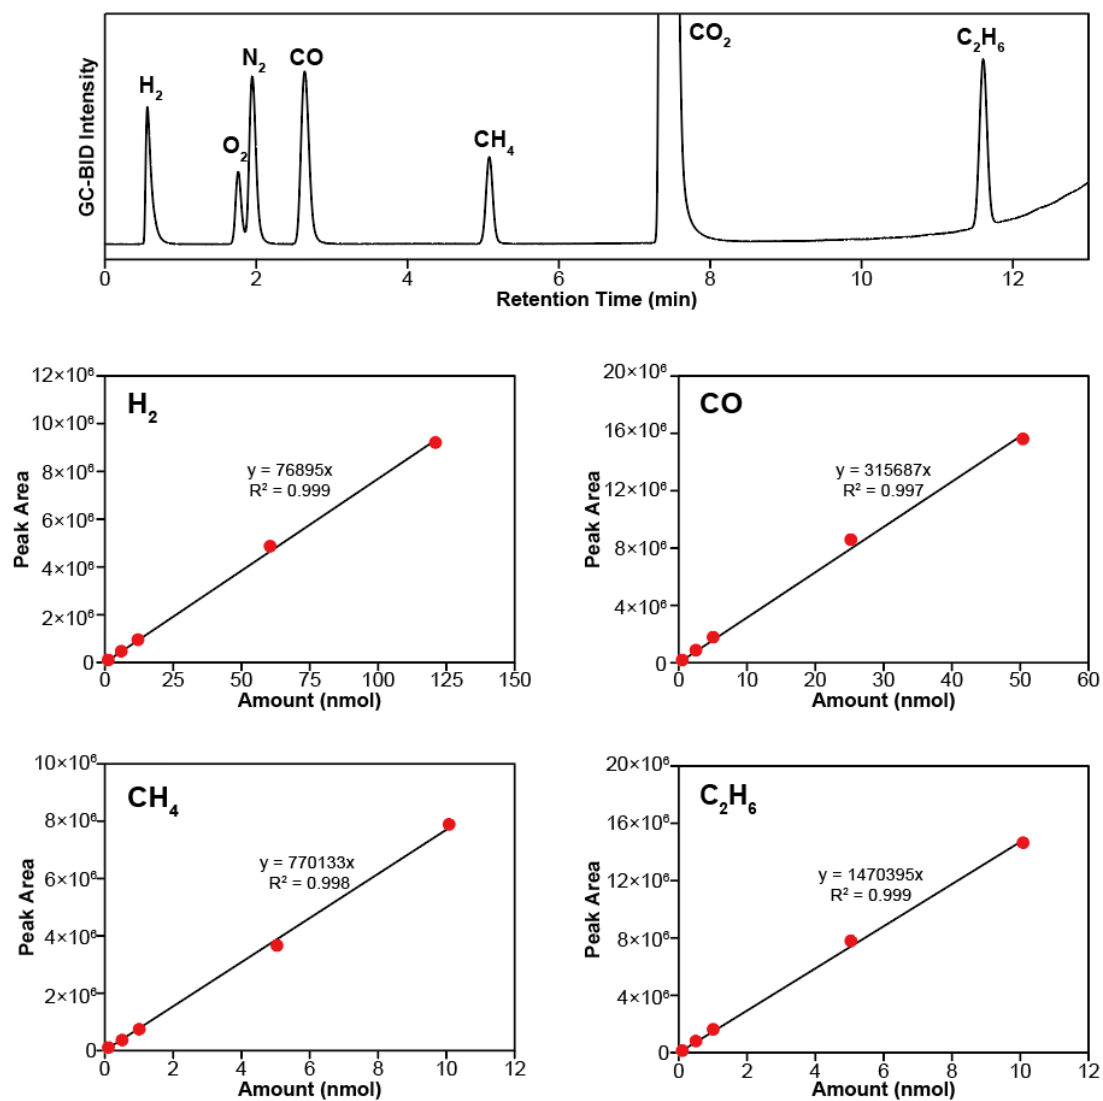 GC-BID Intensity
H₂
O₂
N₂
CO
CH₄
CO₂
C₂H₆
0 2 4 6 8 10 12
Retention Time (min)
H₂
Peak Area
12×10⁶
10×10⁶
8×10⁶
6×10⁶
4×10⁶
2×10⁶
0
y = 76895x
R² = 0.999
0 25 50 75 100 125 150
Amount (nmol)
CO
Peak Area
20×10⁶
16×10⁶
12×10⁶
8×10⁶
4×10⁶
0
y = 315687x
R² = 0.997
0 10 20 30 40 50 60
Amount (nmol)
CH₄
Peak Area
10×10⁶
8×10⁶
6×10⁶
4×10⁶
2×10⁶
0
y = 770133x
R² = 0.998
0 2 4 6 8 10 12
Amount (nmol)
C₂H₆
Peak Area
20×10⁶
16×10⁶
12×10⁶
8×10⁶
4×10⁶
0
y = 1470395x
R² = 0.999
0 2 4 6 8 10 12
Amount (nmol)